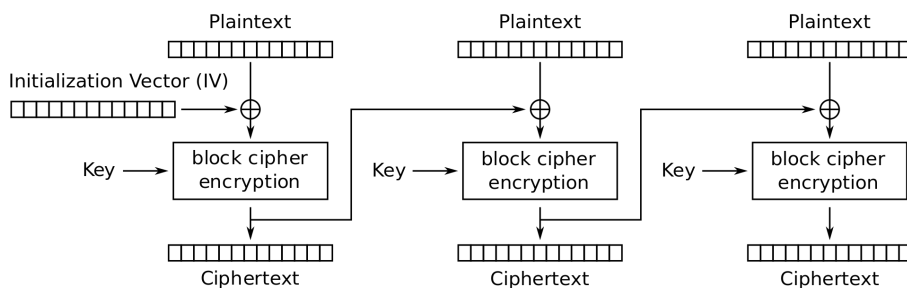 Plaintext
Plaintext
Plaintext
Initialization Vector (IV)
Key
block cipher
encryption
Key
block cipher
encryption
Key
block cipher
encryption
Ciphertext
Ciphertext
Ciphertext